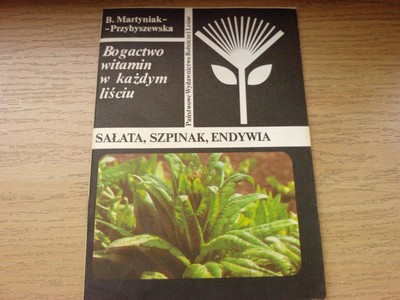 B. Martyniak-
-Przybyszewska
Bogactwo
witamin
w każdym
liściu
Państwowe Wydawnictwo Rolnicze i Leśne
SAŁATA, SZPINAK, ENDYWIA